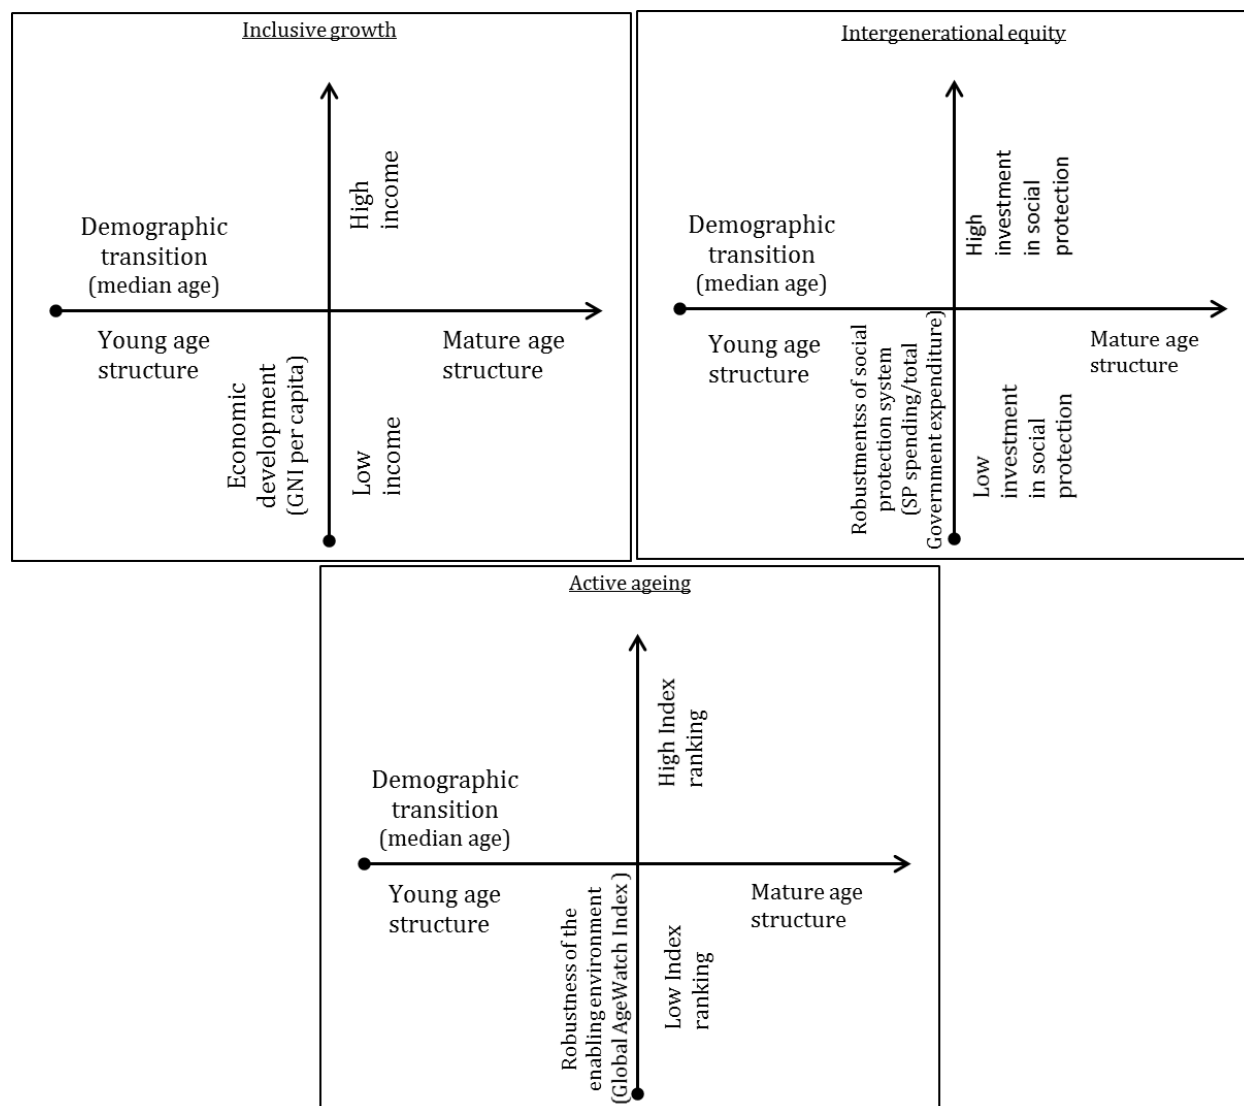 Inclusive growth
High
income
Demographic
transition
(median age)
Young age
structure
Mature age
structure
Economic
development
(GNI per capita)
Low
income
Intergenerational equity
High
investment
in social
protection
Demographic
transition
(median age)
Young age
structure
Mature age
structure
Robustmentss of social
protection system
(SP spending/total
Government expenditure)
Low
investment
in social
protection
Active ageing
High Index
ranking
Demographic
transition
(median age)
Young age
structure
Mature age
structure
Robustness of the
enabling environment
(Global AgeWatch Index)
Low Index
ranking